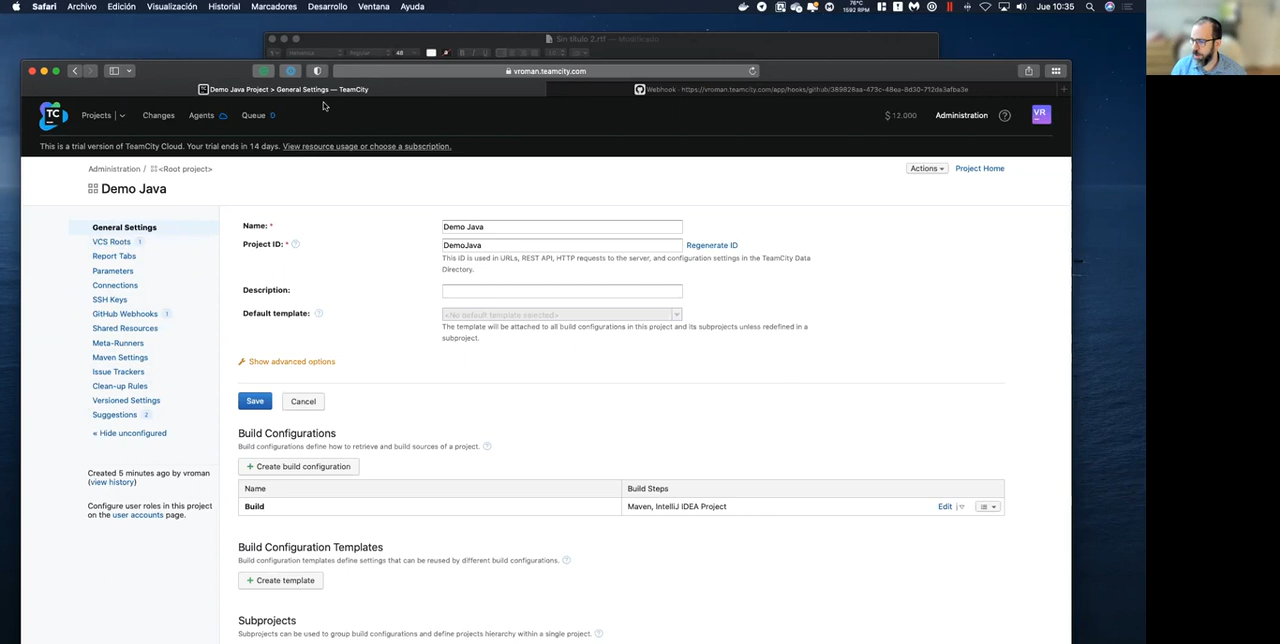 Safari Archivo Edición Visualización Historial Marcadores Desarrollo Ventana Ayuda 76°C 1592 RPM Jue 10:35
Sin título 2.rtf — Modificado
48
vroman.teamcity.com
Demo Java Project > General Settings — TeamCity
Webhook · https://vroman.teamcity.com/app/hooks/github/389828aa-473c-48ea-8d30-712de3afba3e
TC Projects Changes Agents Queue 0 $ 12.000 Administration VR
This is a trial version of TeamCity Cloud. Your trial ends in 14 days. View resource usage or choose a subscription.
Administration / <Root project> Actions Project Home
Demo Java
General Settings
VCS Roots 1
Report Tabs
Parameters
Connections
SSH Keys
GitHub Webhooks 1
Shared Resources
Meta-Runners
Maven Settings
Issue Trackers
Clean-up Rules
Versioned Settings
Suggestions 2
« Hide unconfigured
Created 5 minutes ago by vroman
(view history)
Configure user roles in this project
on the user accounts page.
Name: * Demo Java
Project ID: * DemoJava Regenerate ID
This ID is used in URLs, REST API, HTTP requests to the server, and configuration settings in the TeamCity Data
Directory.
Description:
Default template: <No default template selected>
The template will be attached to all build configurations in this project and its subprojects unless redefined in a
subproject.
Show advanced options
Save Cancel
Build Configurations
Build configurations define how to retrieve and build sources of a project.
+ Create build configuration
Name Build Steps
Build Maven, IntelliJ IDEA Project Edit
Build Configuration Templates
Build configuration templates define settings that can be reused by different build configurations.
+ Create template
Subprojects
Subprojects can be used to group build configurations and define projects hierarchy within a single project.